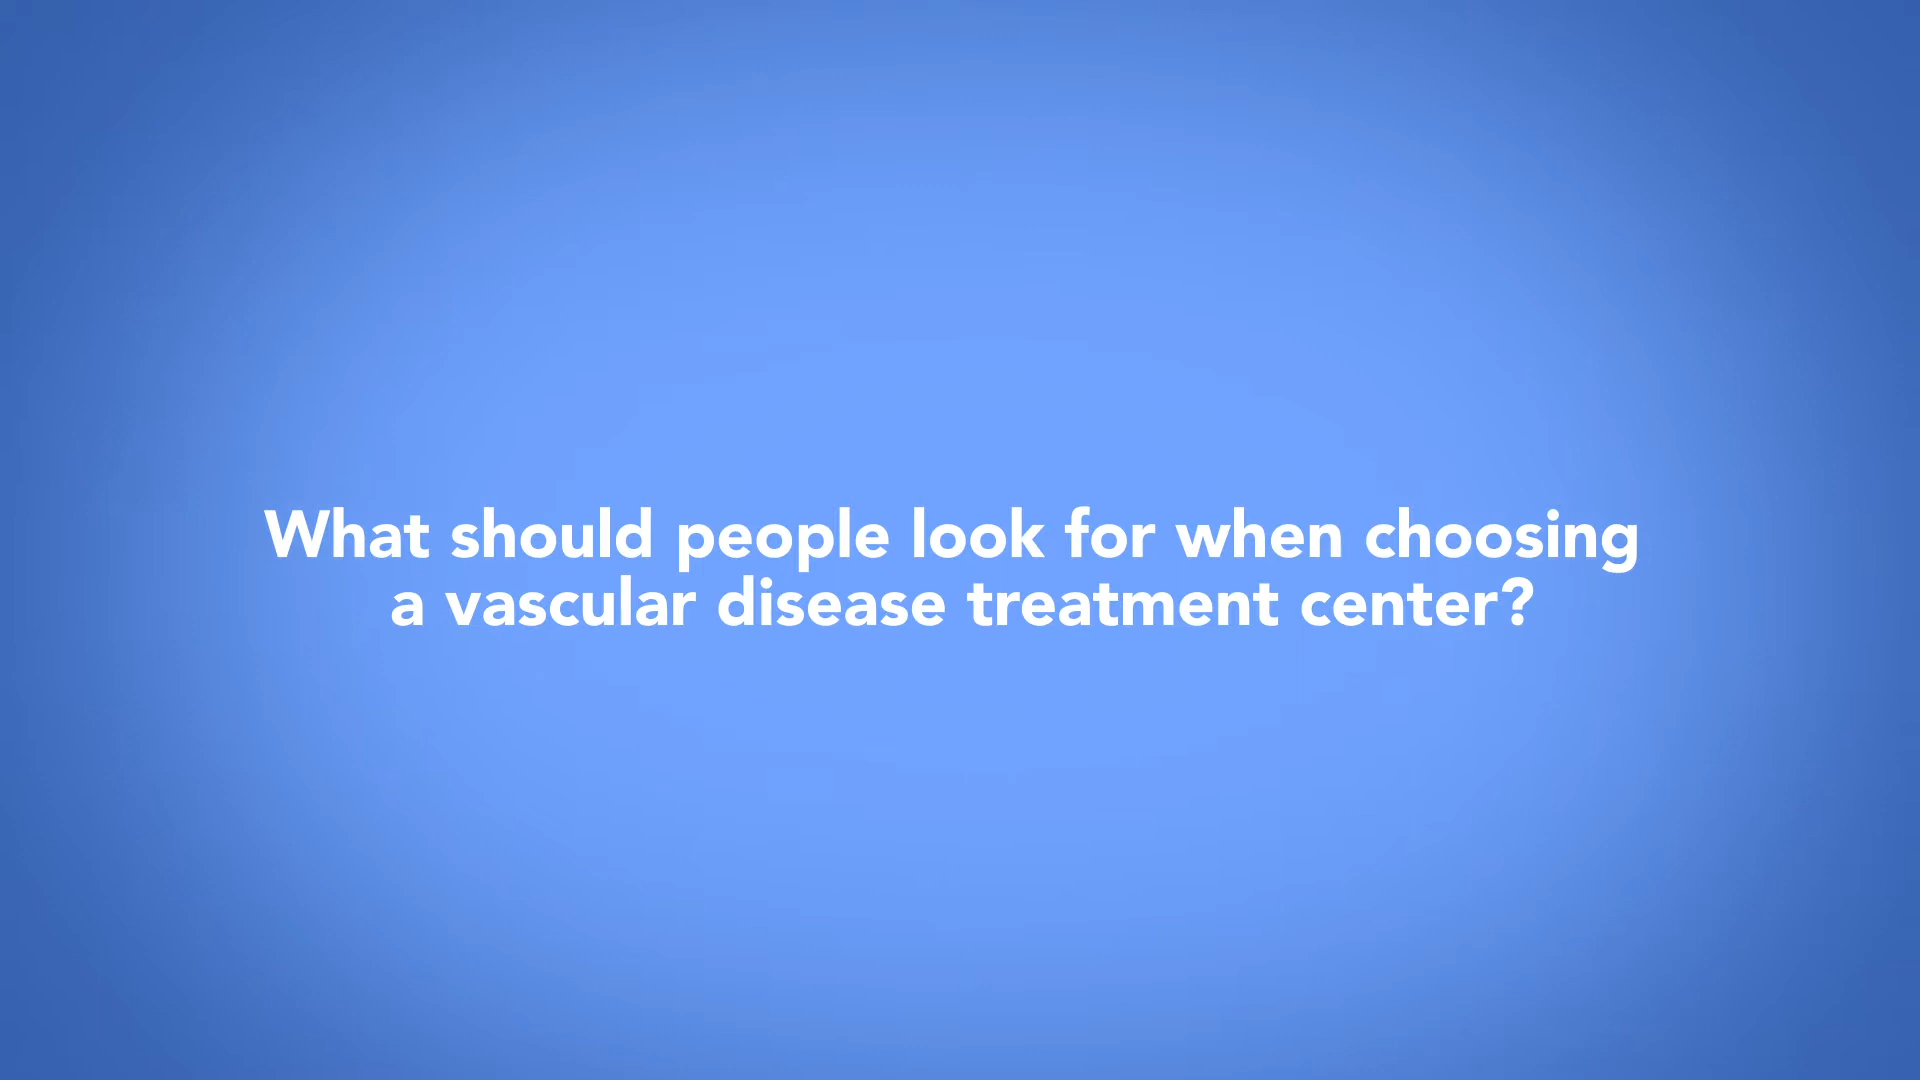 What should people look for when choosing
a vascular disease treatment center?